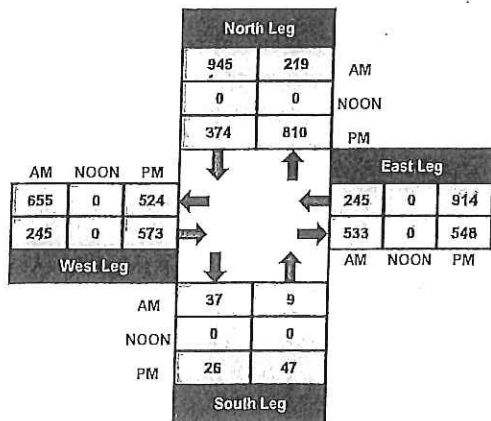 North Leg
945 219 AM
0 0 NOON
374 810 PM
AM NOON PM East Leg
655 0 524 245 0 914
245 0 573 533 0 548
West Leg AM NOON PM
AM 37 9
NOON 0 0
PM 26 47
South Leg